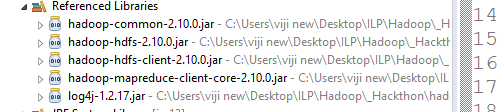 Referenced Libraries
hadoop-common-2.10.0.jar - C:\Users\viji new\Desktop\ILP\Hadoop\_H
hadoop-hdfs-2.10.0.jar - C:\Users\viji new\Desktop\ILP\Hadoop\_Hackth
hadoop-hdfs-client-2.10.0.jar - C:\Users\viji new\Desktop\ILP\Hadoop\_
hadoop-mapreduce-client-core-2.10.0.jar - C:\Users\viji new\Desktop\I
log4j-1.2.17.jar - C:\Users\viji new\Desktop\ILP\Hadoop\_Hackthon\had
14
15
16
17
18